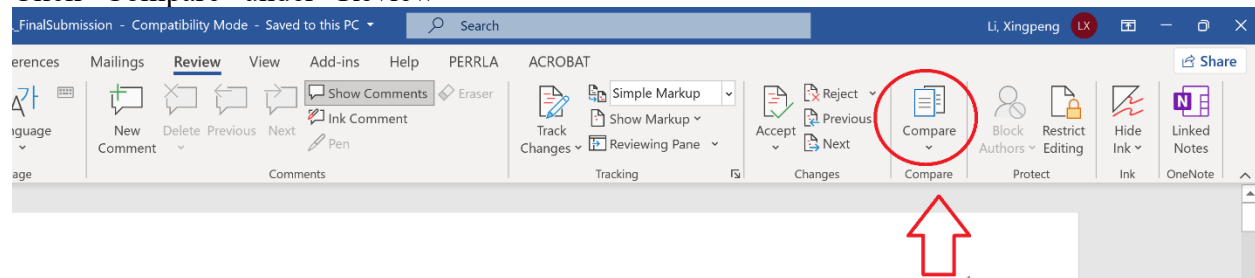 _FinalSubmission - Compatibility Mode - Saved to this PC
Search
Li, Xingpeng LX
Mailings Review View Add-ins Help PERRLA ACROBAT
Share
Show Comments Eraser
Simple Markup
Reject
Ink Comment
Show Markup
Previous
New Delete Previous Next
Track
Accept
Compare
Block Restrict Hide Linked
Comment
Pen
Changes
Reviewing Pane
Next
Authors Editing Ink Notes
Comments Tracking Changes Compare Protect Ink OneNote